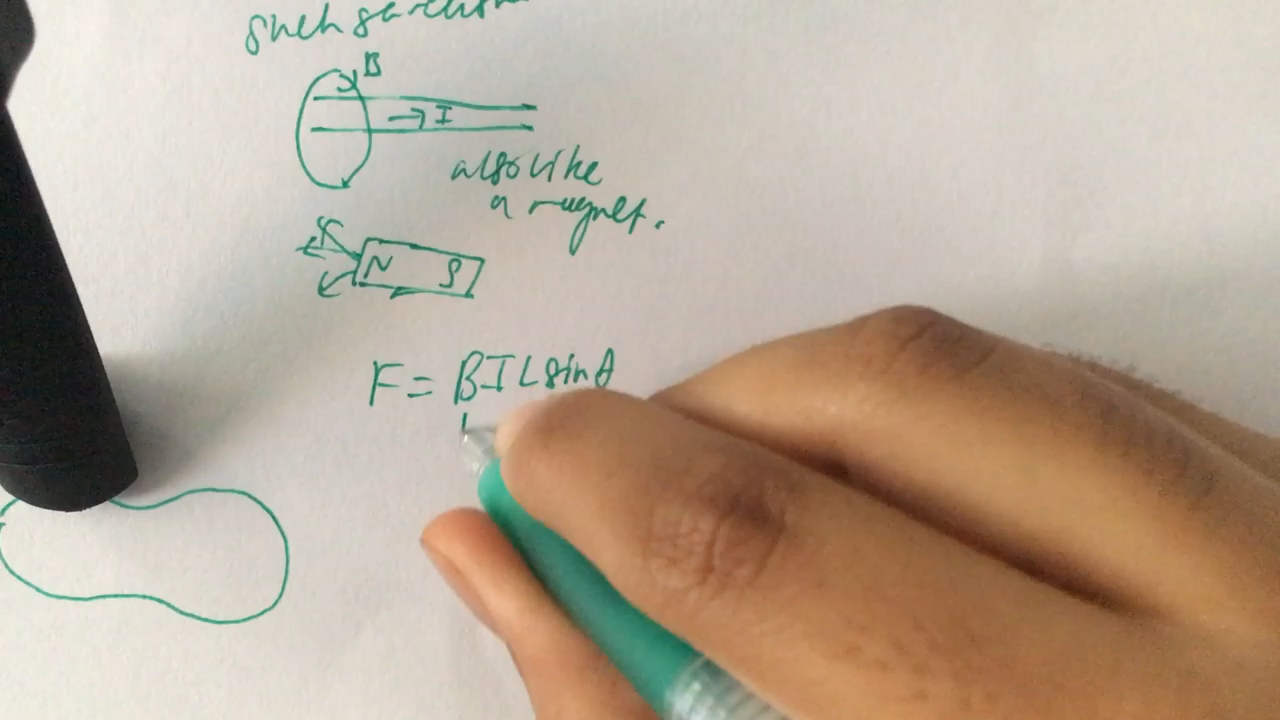 B
→ I
also like
a magnet.
N S
F = BIL sin θ